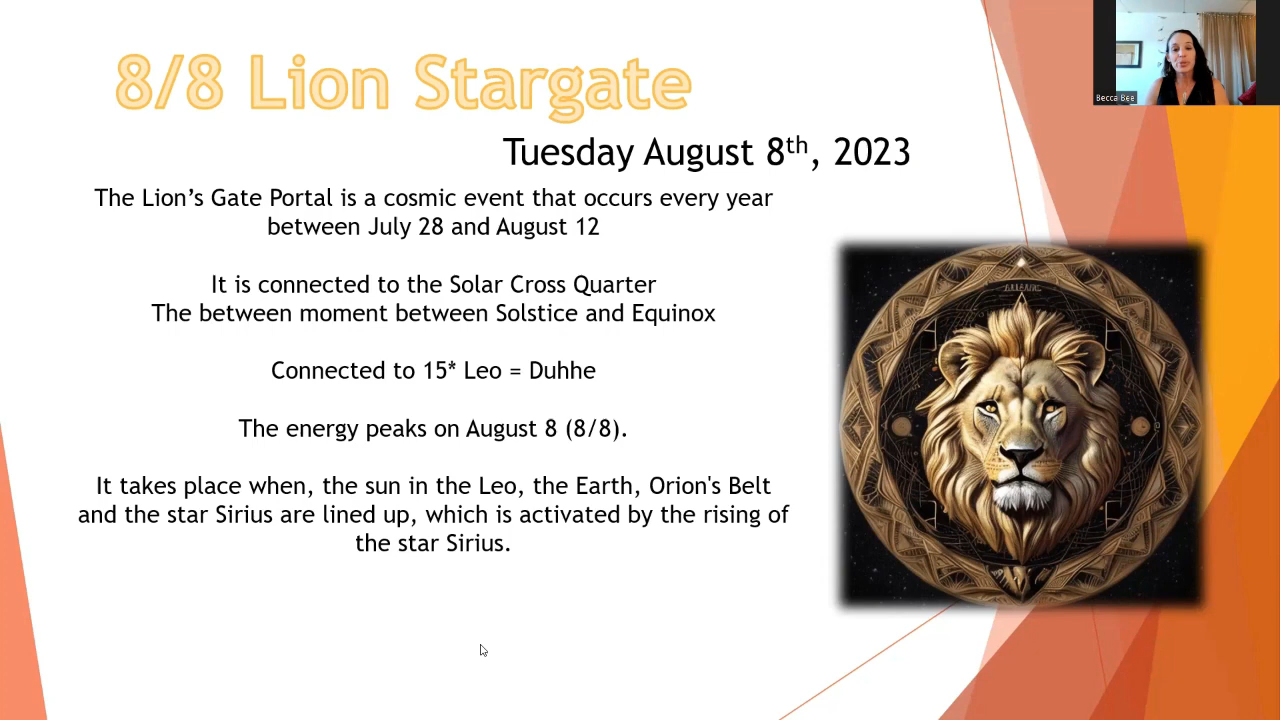 8/8 Lion Stargate
Tuesday August 8th, 2023
The Lion’s Gate Portal is a cosmic event that occurs every year
between July 28 and August 12
It is connected to the Solar Cross Quarter
The between moment between Solstice and Equinox
Connected to 15* Leo = Duhhe
The energy peaks on August 8 (8/8).
It takes place when, the sun in the Leo, the Earth, Orion's Belt
and the star Sirius are lined up, which is activated by the rising of
the star Sirius.
Becca Bee